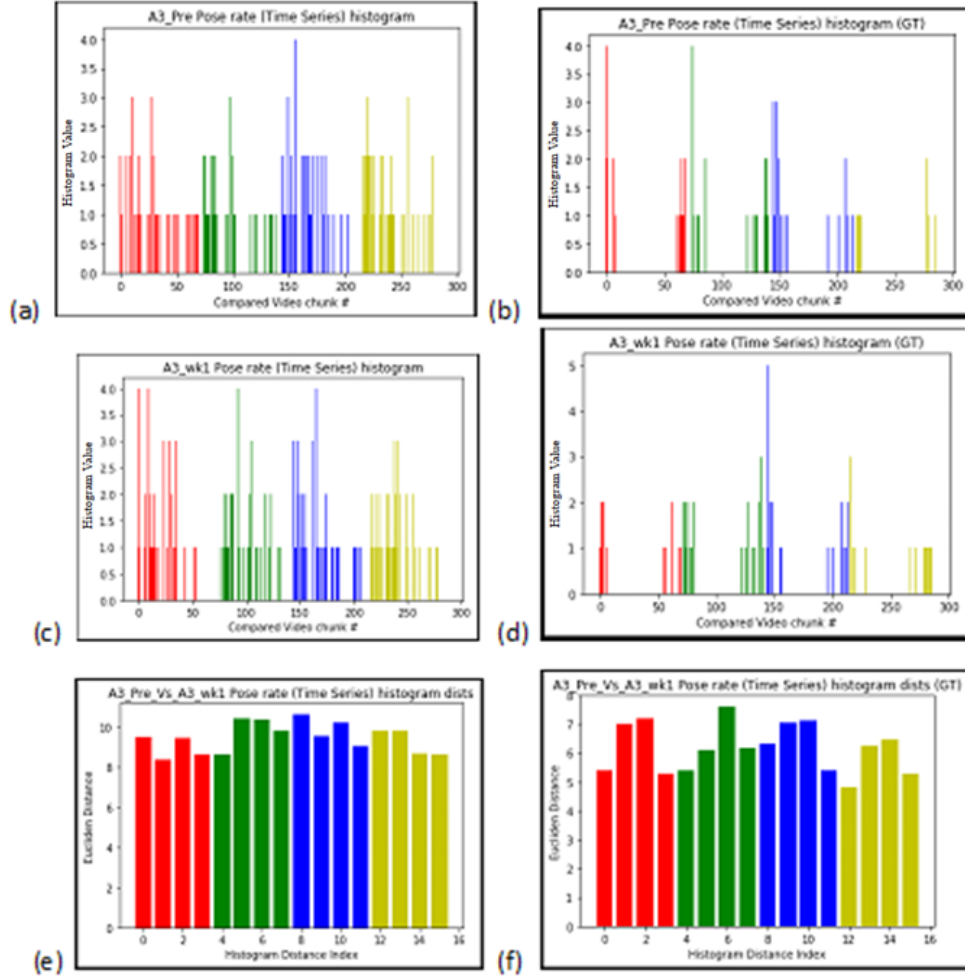 A3_Pre Pose rate (Time Series) histogram
Histogram Value
4.0
3.5
3.0
2.5
2.0
1.5
1.0
0.5
0.0
0 50 100 150 200 250 300
Compared Video chunk #
(a)
A3_Pre Pose rate (Time Series) histogram (GT)
Histogram Value
4.0
3.5
3.0
2.5
2.0
1.5
1.0
0.5
0.0
0 50 100 150 200 250 300
Compared Video chunk #
(b)
A3_wk1 Pose rate (Time Series) histogram
Histogram Value
4.0
3.5
3.0
2.5
2.0
1.5
1.0
0.5
0.0
0 50 100 150 200 250 300
Compared Video chunk #
(c)
A3_wk1 Pose rate (Time Series) histogram (GT)
Histogram Value
5
4
3
2
1
0
0 50 100 150 200 250 300
Compared Video chunk #
(d)
A3_Pre_Vs_A3_wk1 Pose rate (Time Series) histogram dists
Eucliden Distance
10
8
6
4
2
0
0 2 4 6 8 10 12 14 16
Histogram Distance Index
(e)
A3_Pre_Vs_A3_wk1 Pose rate (Time Series) histogram dists (GT)
Eucliden Distance
8
7
6
5
4
3
2
1
0
0 2 4 6 8 10 12 14 16
Histogram Distance Index
(f)